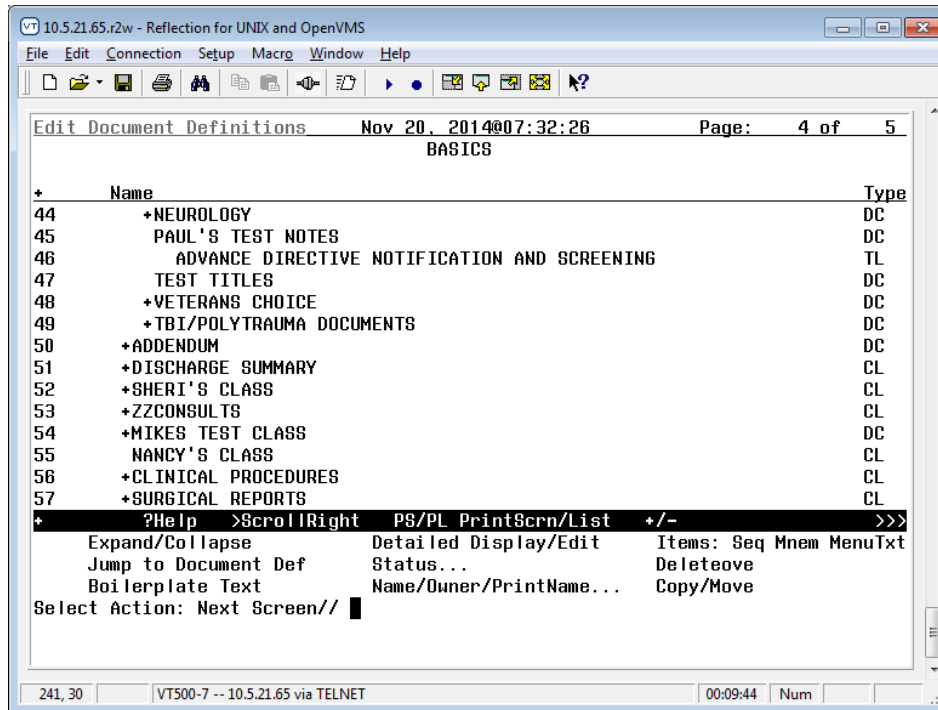 VT 10.5.21.65.r2w - Reflection for UNIX and OpenVMS
File Edit Connection Setup Macro Window Help
Edit Document Definitions Nov 20, 2014@07:32:26 Page: 4 of 5
BASICS
+ Name Type
44 +NEUROLOGY DC
45 PAUL'S TEST NOTES DC
46 ADVANCE DIRECTIVE NOTIFICATION AND SCREENING TL
47 TEST TITLES DC
48 +VETERANS CHOICE DC
49 +TBI/POLYTRAUMA DOCUMENTS DC
50 +ADDENDUM DC
51 +DISCHARGE SUMMARY CL
52 +SHERI'S CLASS CL
53 +ZZCONSULTS CL
54 +MIKES TEST CLASS DC
55 NANCY'S CLASS CL
56 +CLINICAL PROCEDURES CL
57 +SURGICAL REPORTS CL
+ ?Help >ScrollRight PS/PL PrintScrn/List +/- >>>
Expand/Collapse Detailed Display/Edit Items: Seq Mnem MenuTxt
Jump to Document Def Status... Deleteove
Boilerplate Text Name/Owner/PrintName... Copy/Move
Select Action: Next Screen//
241, 30 VT500-7 -- 10.5.21.65 via TELNET 00:09:44 Num